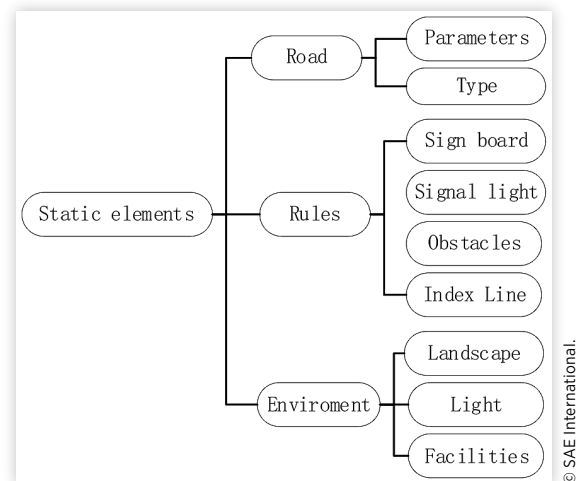 Static elements
Road
Parameters
Type
Rules
Sign board
Signal light
Obstacles
Index Line
Enviroment
Landscape
Light
Facilities
© SAE International.